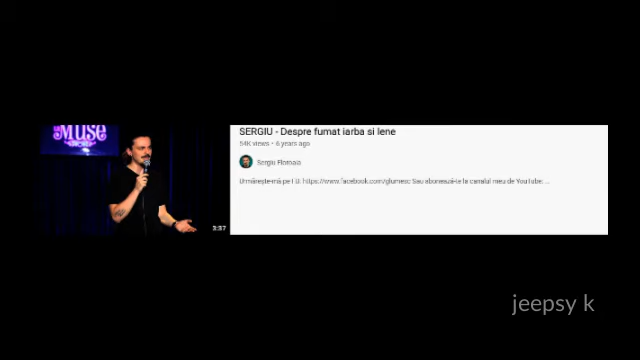 Muse
SERGIU - Despre fumat iarba si lene
54K views • 6 years ago
Sergiu Floroaia
Urmărește-mă pe FB: https://www.facebook.com/glumesc Sau abonează-te la canalul meu de YouTube: ...
3:37
jeepsy k